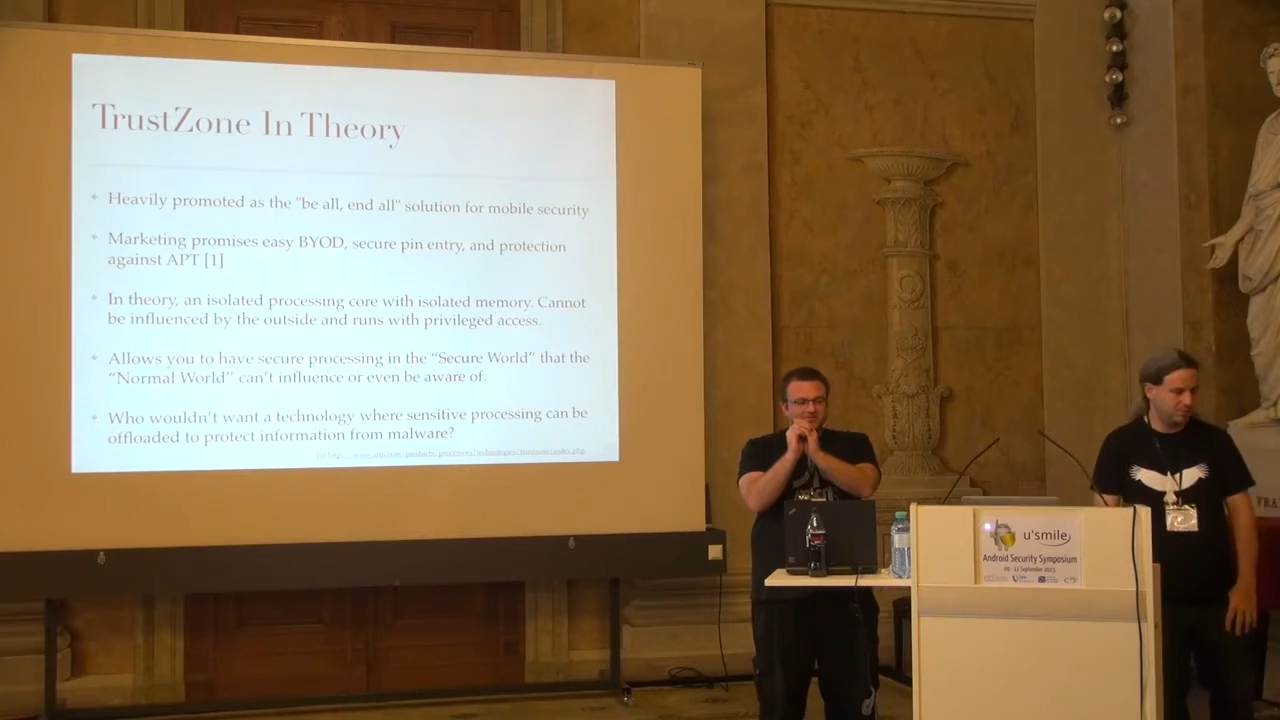 TrustZone In Theory
Heavily promoted as the "be all, end all" solution for mobile security
Marketing promises easy BYOD, secure pin entry, and protection
against APT [1]
In theory, an isolated processing core with isolated memory. Cannot
be influenced by the outside and runs with privileged access.
Allows you to have secure processing in the “Secure World” that the
“Normal World” can’t influence or even be aware of.
Who wouldn’t want a technology where sensitive processing can be
offloaded to protect information from malware?
u'smile
Android Security Symposium
09 - 11 September 2015